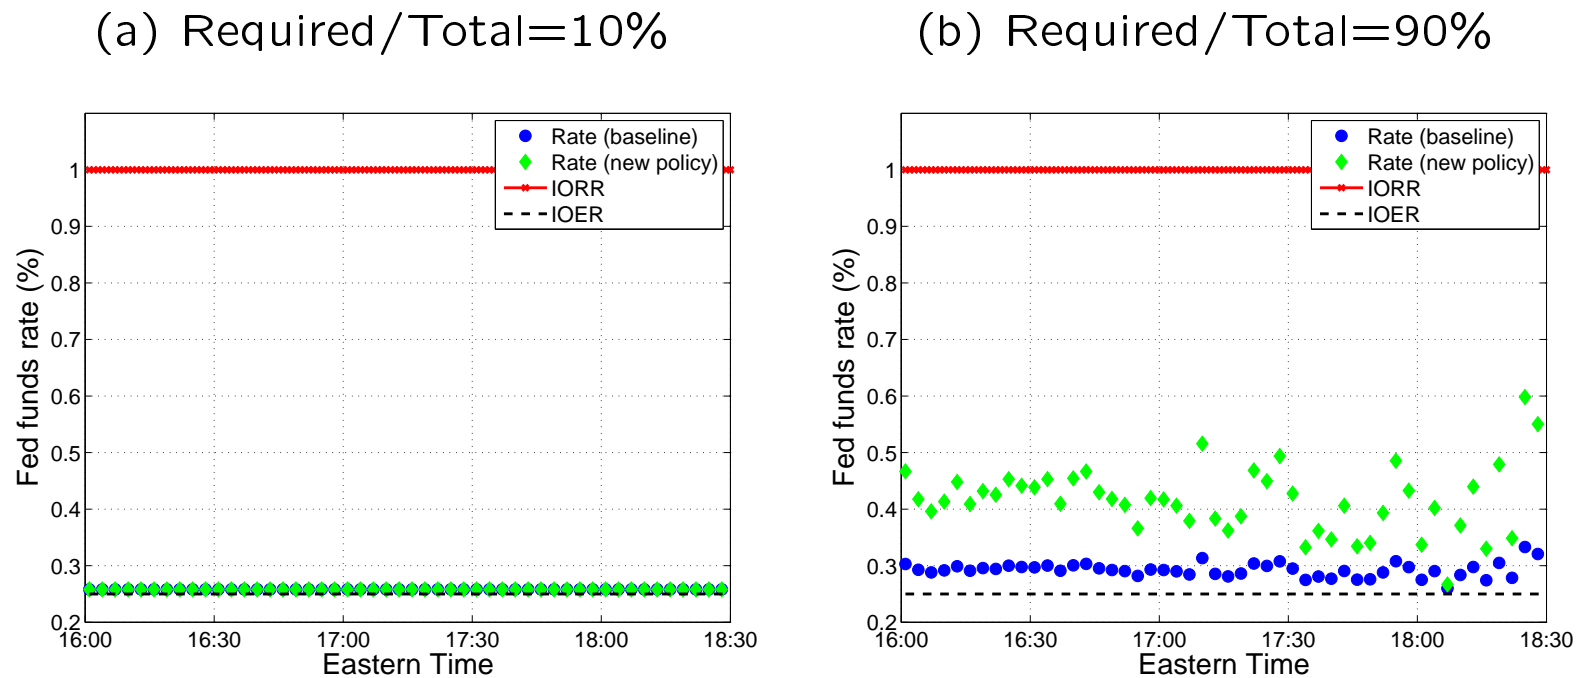 (a) Required/Total=10%
Rate (baseline)
Rate (new policy)
IORR
IOER
1
0.9
0.8
0.7
0.6
0.5
0.4
0.3
0.2
Fed funds rate (%)
16:00 16:30 17:00 17:30 18:00 18:30
Eastern Time
(b) Required/Total=90%
Rate (baseline)
Rate (new policy)
IORR
IOER
1
0.9
0.8
0.7
0.6
0.5
0.4
0.3
0.2
Fed funds rate (%)
16:00 16:30 17:00 17:30 18:00 18:30
Eastern Time